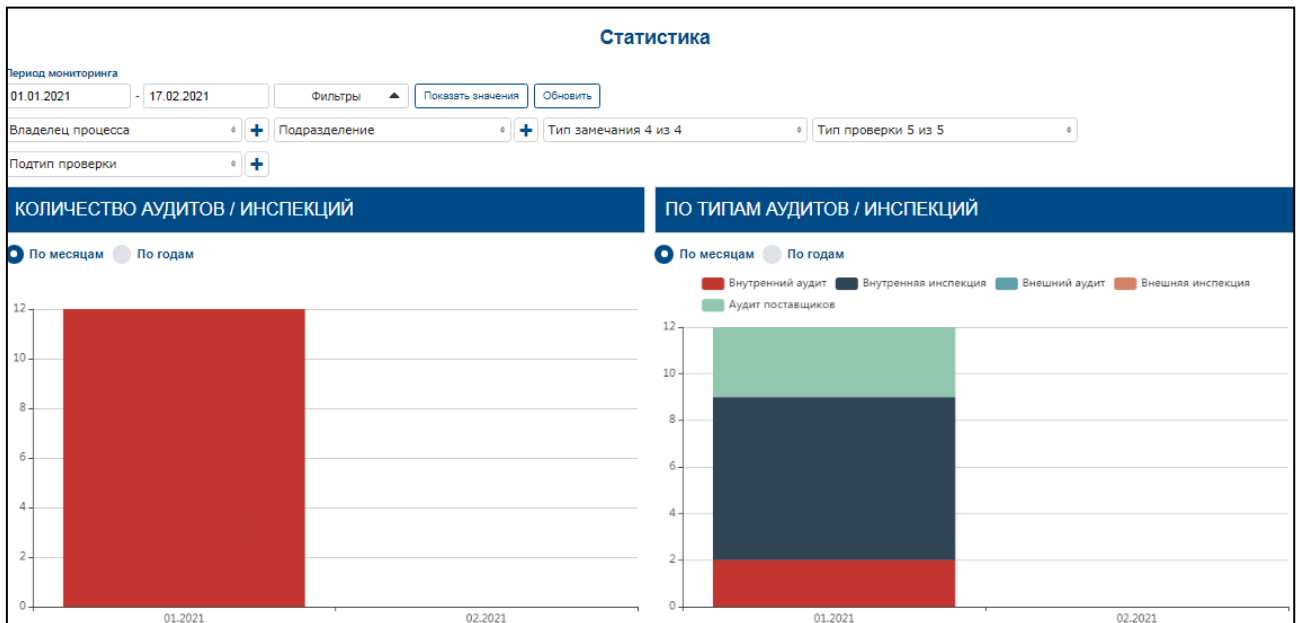 Статистика
Период мониторинга
01.01.2021 - 17.02.2021 Фильтры Показать значения Обновить
Владелец процесса Подразделение Тип замечания 4 из 4 Тип проверки 5 из 5
Подтип проверки
КОЛИЧЕСТВО АУДИТОВ / ИНСПЕКЦИЙ
По месяцам По годам
12
10
8
6
4
2
0
01.2021 02.2021
ПО ТИПАМ АУДИТОВ / ИНСПЕКЦИЙ
По месяцам По годам
Внутренний аудит Внутренняя инспекция Внешний аудит Внешняя инспекция
Аудит поставщиков
12
10
8
6
4
2
0
01.2021 02.2021